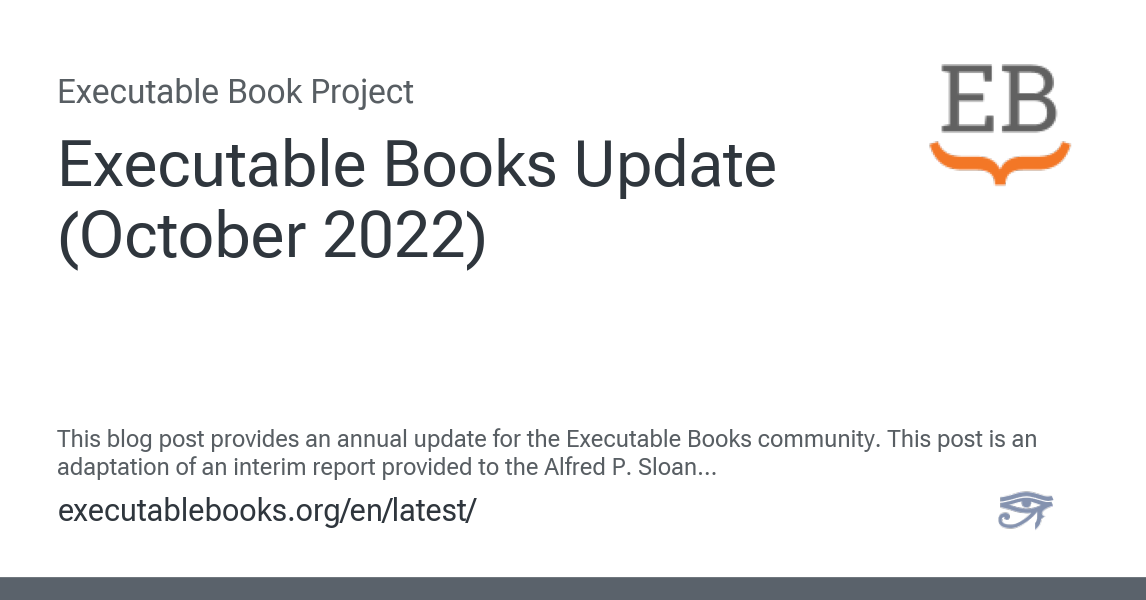 Executable Book Project
EB
Executable Books Update
(October 2022)
This blog post provides an annual update for the Executable Books community. This post is an
adaptation of an interim report provided to the Alfred P. Sloan...
executablebooks.org/en/latest/